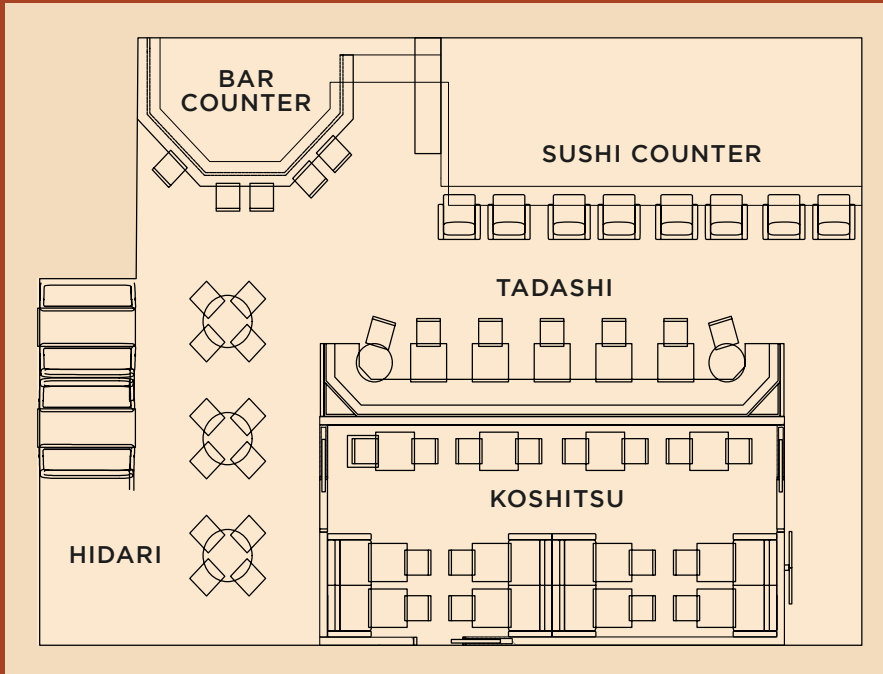 BAR
COUNTER
SUSHI COUNTER
TADASHI
KOSHITSU
HIDARI